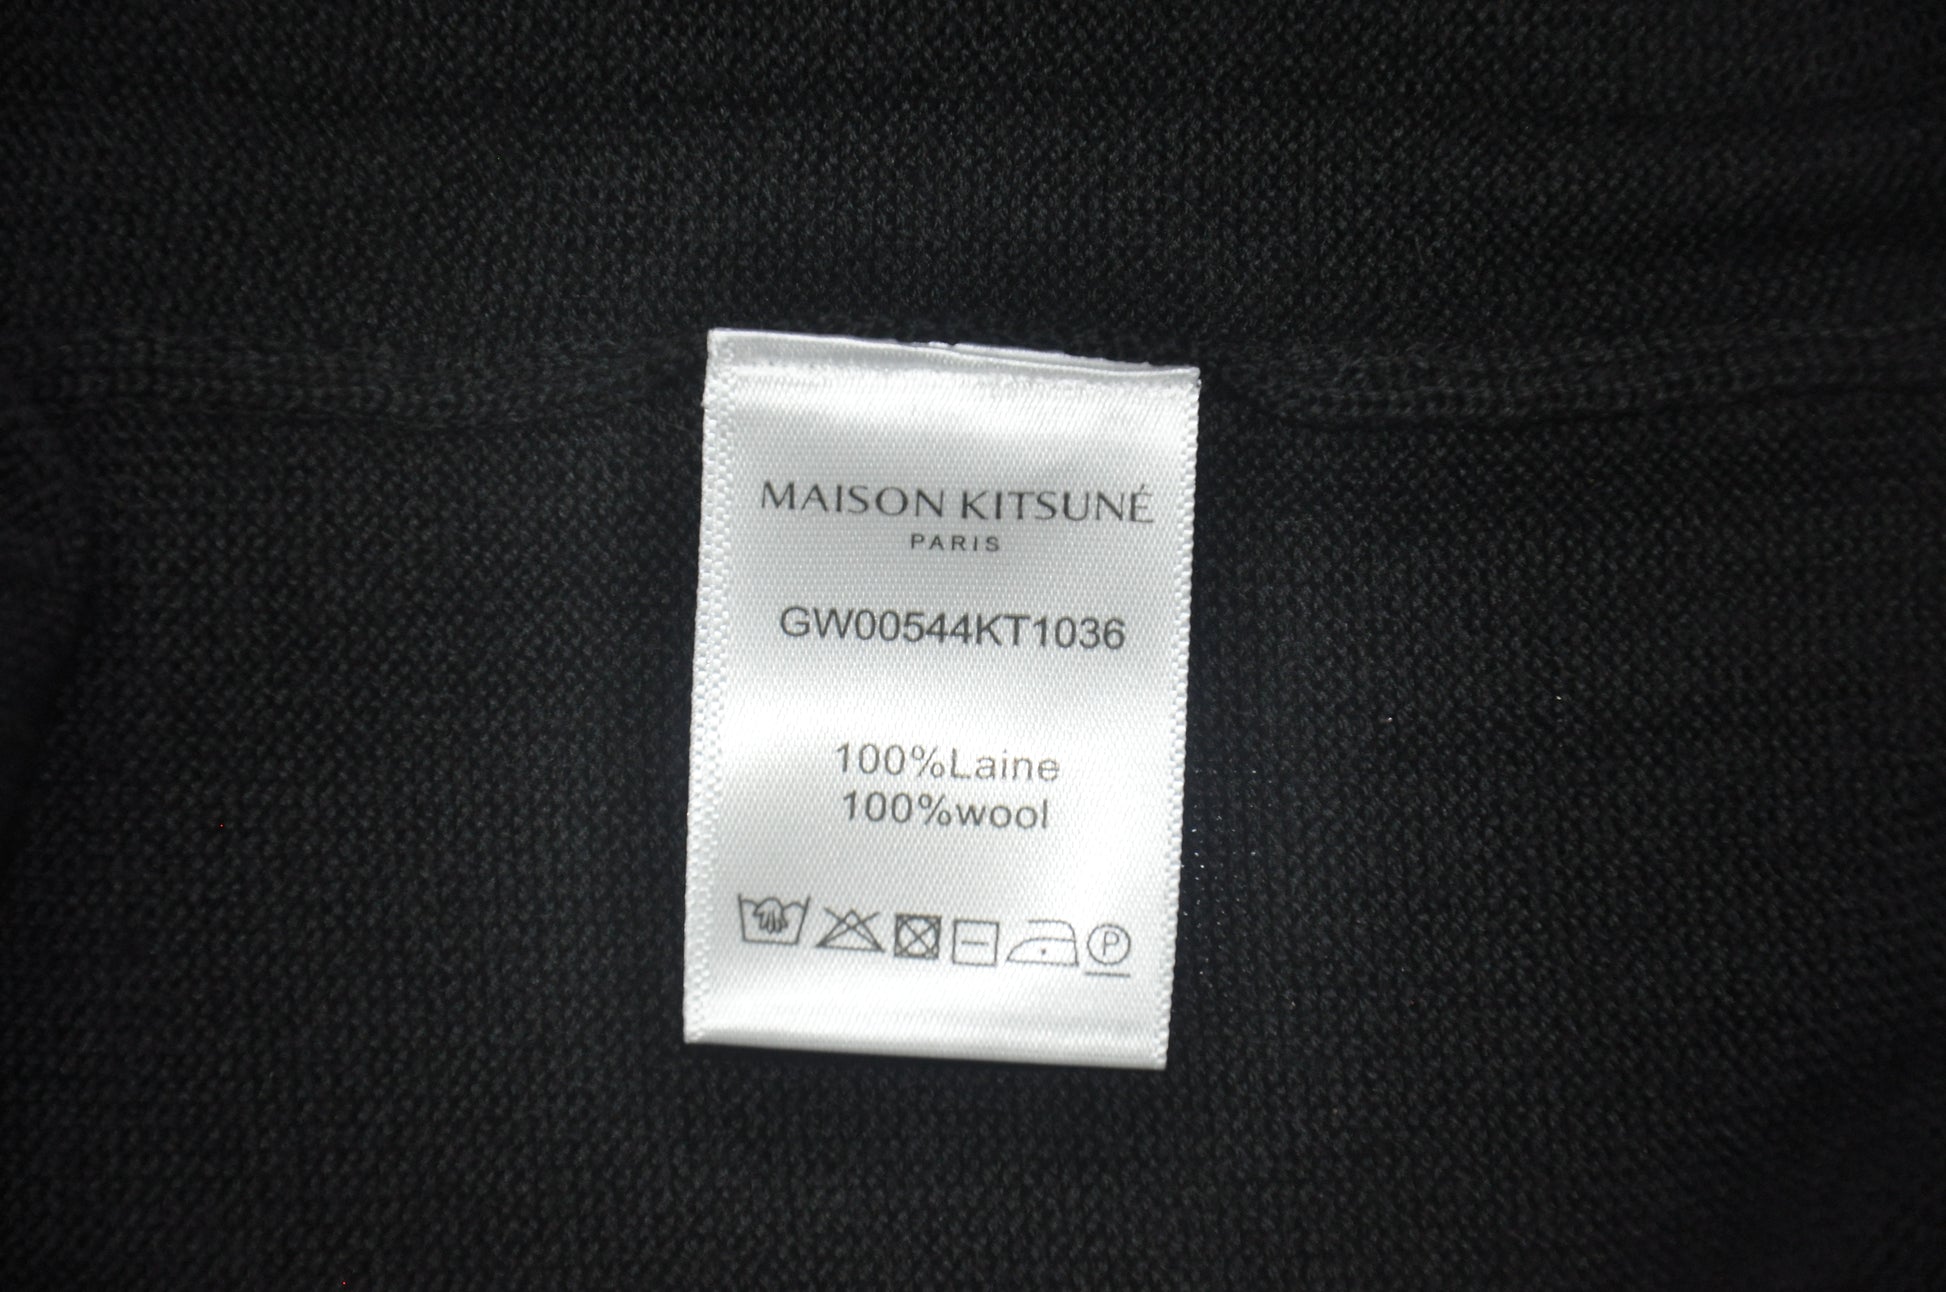 MAISON KITSUNÉ
PARIS
GW00544KT1036
100%Laine
100%wool
P